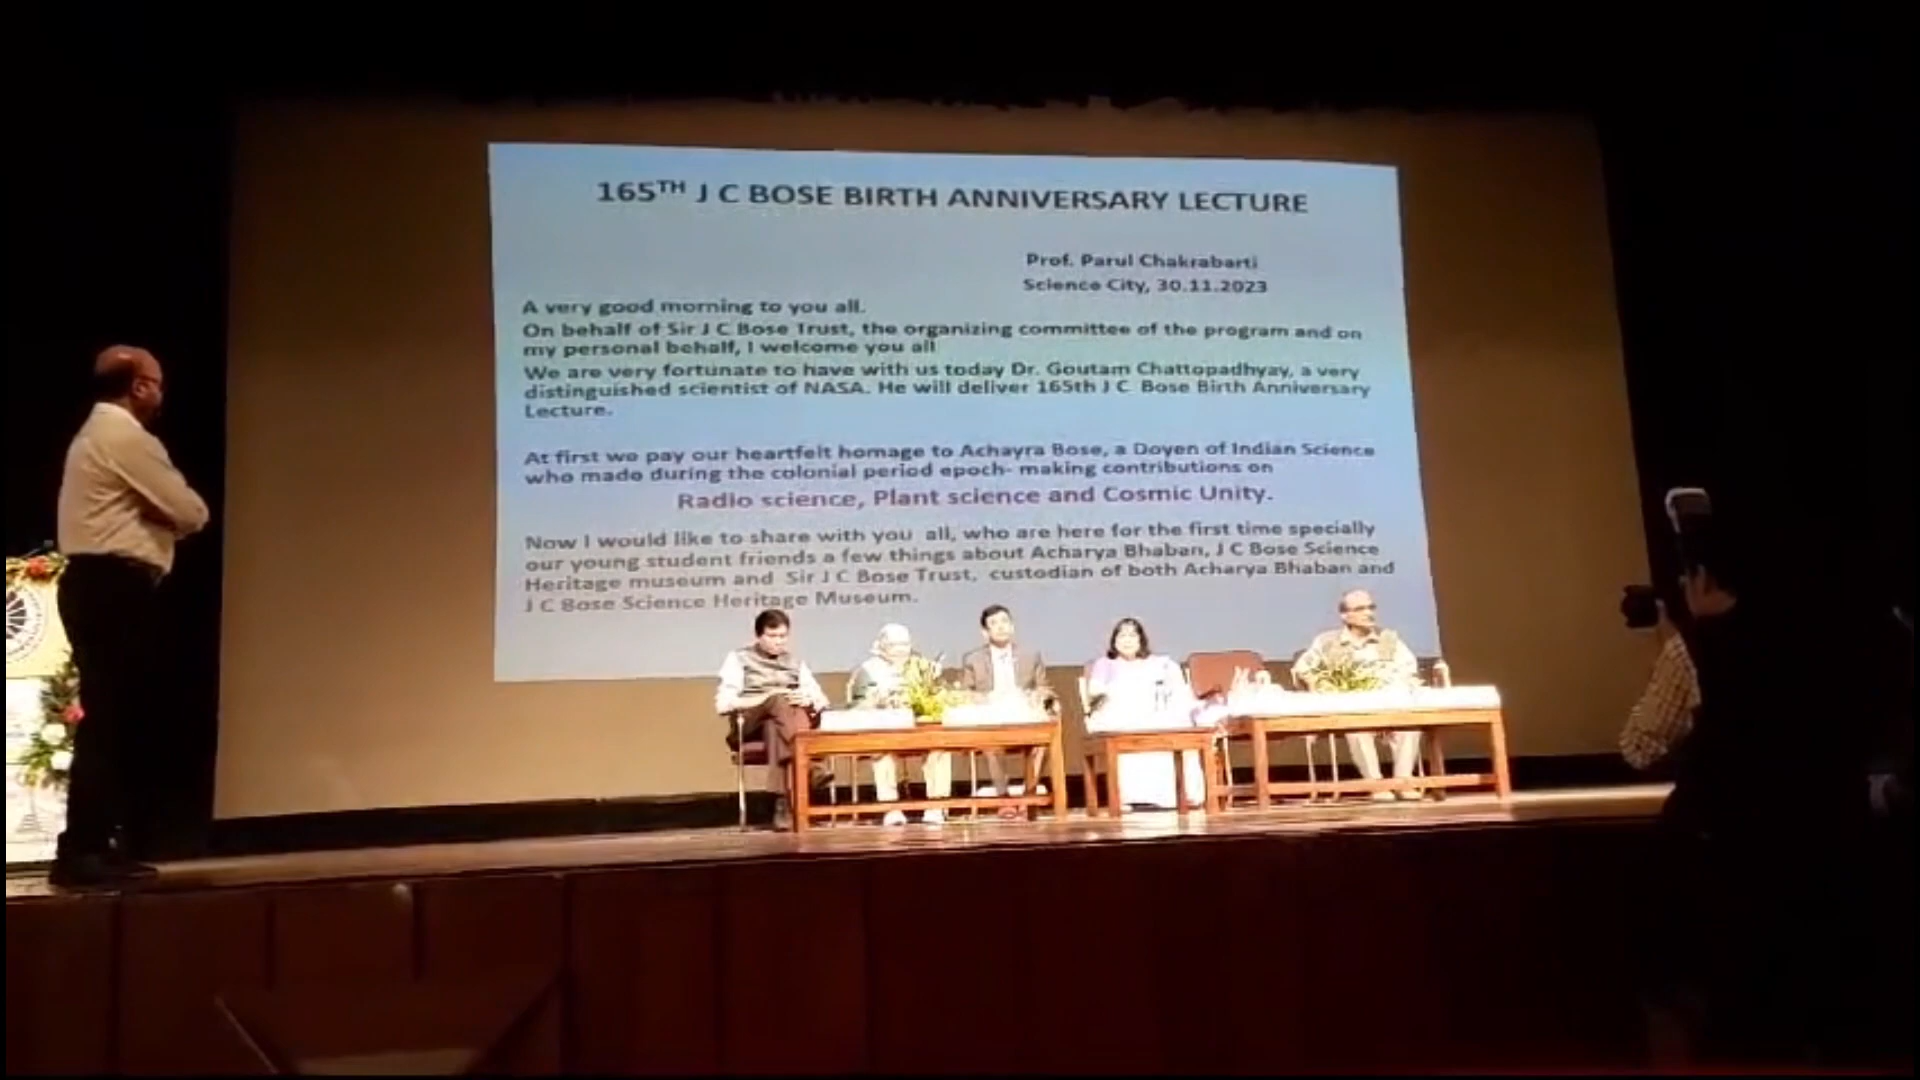 165TH J C BOSE BIRTH ANNIVERSARY LECTURE
Prof. Parul Chakrabarti
Science City, 30.11.2023
A very good morning to you all.
On behalf of Sir J C Bose Trust, the organizing committee of the program and on
my personal behalf, I welcome you all
We are very fortunate to have with us today Dr. Goutam Chattopadhyay, a very
distinguished scientist of NASA. He will deliver 165th J C Bose Birth Anniversary
Lecture.
At first we pay our heartfelt homage to Achayra Bose, a Doyen of Indian Science
who made during the colonial period epoch- making contributions on
Radio science, Plant science and Cosmic Unity.
Now I would like to share with you all, who are here for the first time specially
our young student friends a few things about Acharya Bhaban, J C Bose Science
Heritage museum and Sir J C Bose Trust, custodian of both Acharya Bhaban and
J C Bose Science Heritage Museum.